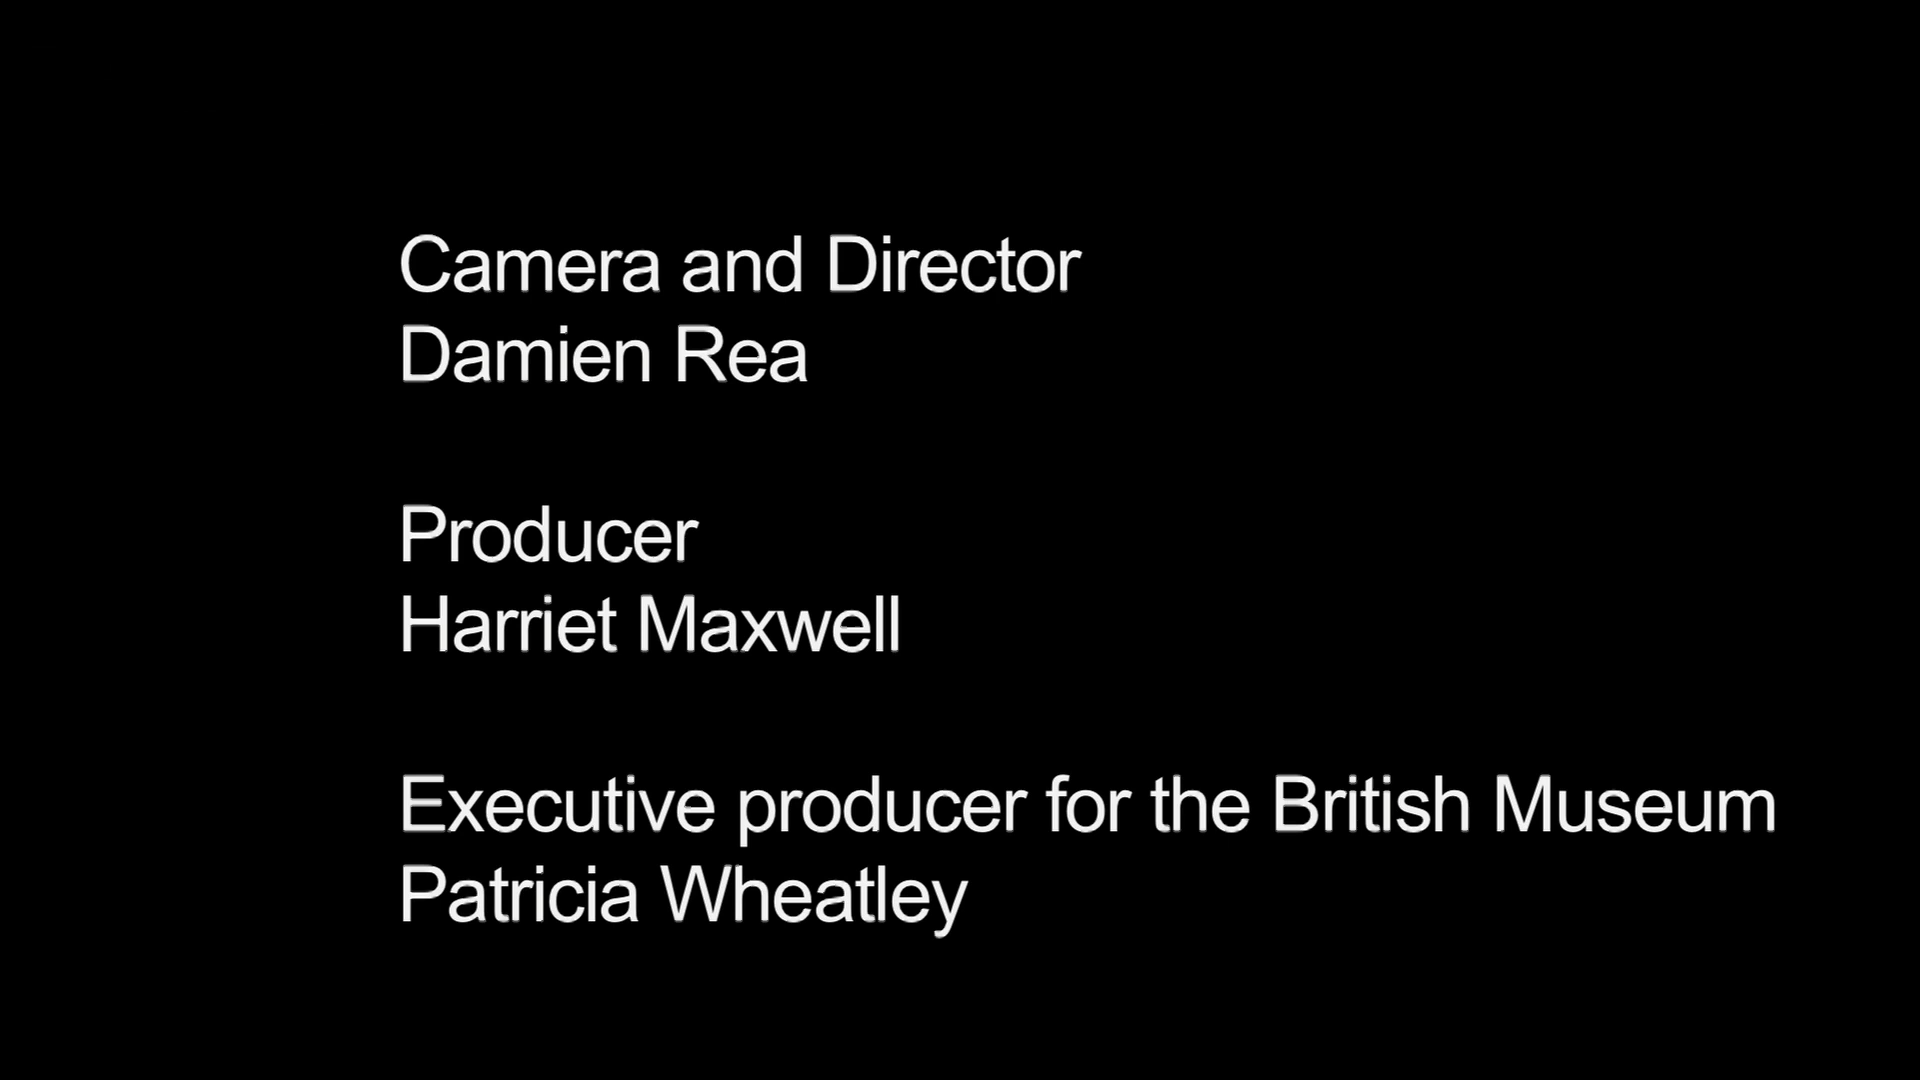 Camera and Director
Damien Rea
Producer
Harriet Maxwell
Executive producer for the British Museum
Patricia Wheatley